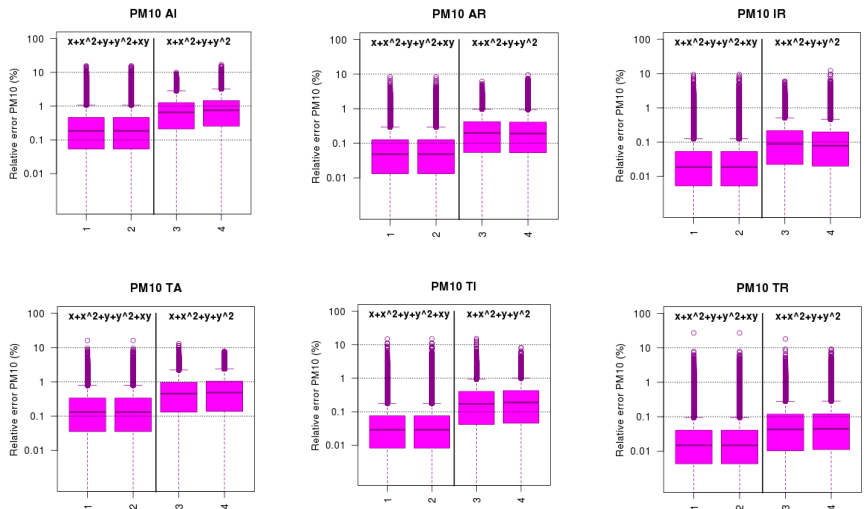 PM10 AI
x+x^2+y+y^2+xy x+x^2+y+y^2
Relative error PM10 (%)
100
10
1
0.1
0.01
1 2 3 4
PM10 AR
x+x^2+y+y^2+xy x+x^2+y+y^2
Relative error PM10 (%)
100
10
1
0.1
0.01
1 2 3 4
PM10 IR
x+x^2+y+y^2+xy x+x^2+y+y^2
Relative error PM10 (%)
100
10
1
0.1
0.01
1 2 3 4
PM10 TA
x+x^2+y+y^2+xy x+x^2+y+y^2
Relative error PM10 (%)
100
10
1
0.1
0.01
1 2 3 4
PM10 TI
x+x^2+y+y^2+xy x+x^2+y+y^2
Relative error PM10 (%)
100
10
1
0.1
0.01
1 2 3 4
PM10 TR
x+x^2+y+y^2+xy x+x^2+y+y^2
Relative error PM10 (%)
100
10
1
0.1
0.01
1 2 3 4